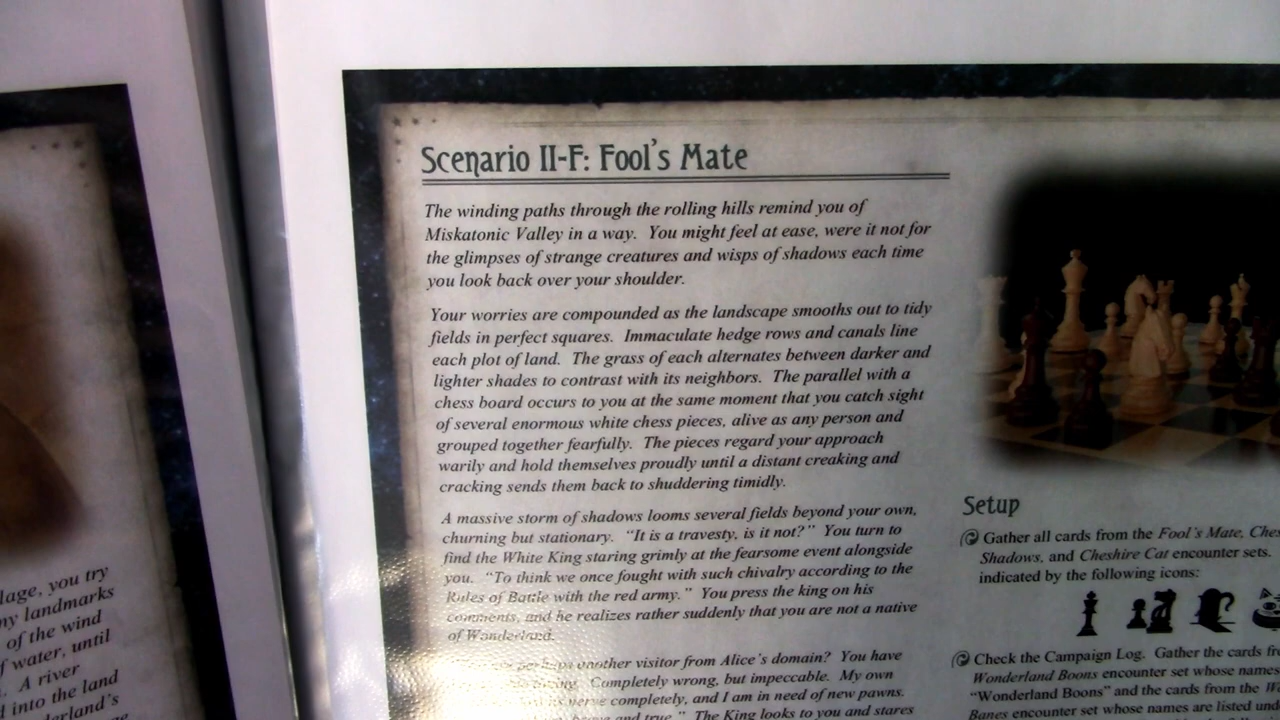 lage, you try
ny landmarks
of the wind
f water, until
A river
d into the land
derland's
Scenario II-F: Fool's Mate
The winding paths through the rolling hills remind you of
Miskatonic Valley in a way. You might feel at ease, were it not for
the glimpses of strange creatures and wisps of shadows each time
you look back over your shoulder.
Your worries are compounded as the landscape smooths out to tidy
fields in perfect squares. Immaculate hedge rows and canals line
each plot of land. The grass of each alternates between darker and
lighter shades to contrast with its neighbors. The parallel with a
chess board occurs to you at the same moment that you catch sight
of several enormous white chess pieces, alive as any person and
grouped together fearfully. The pieces regard your approach
warily and hold themselves proudly until a distant creaking and
cracking sends them back to shuddering timidly.
A massive storm of shadows looms several fields beyond your own,
churning but stationary. "It is a travesty, is it not?" You turn to
find the White King staring grimly at the fearsome event alongside
you. "To think we once fought with such chivalry according to the
Rules of Battle with the red army." You press the king on his
comments, and he realizes rather suddenly that you are not a native
of Wonderland.
perhaps another visitor from Alice's domain? You have
Completely wrong, but impeccable. My own
completely, and I am in need of new pawns.
and true." The King looks to you and stares
Setup
Gather all cards from the Fool's Mate, Ches
Shadows, and Cheshire Cat encounter sets.
indicated by the following icons:
Check the Campaign Log. Gather the cards fr
Wonderland Boons encounter set whose names
"Wonderland Boons" and the cards from the W
Banes encounter set whose names are listed und